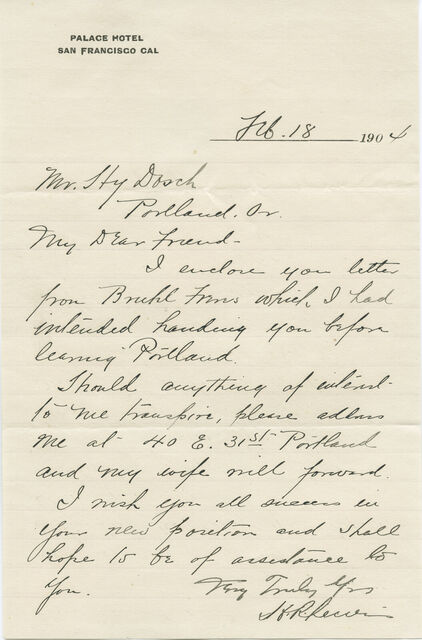 PALACE HOTEL
SAN FRANCISCO CAL
Feb. 18 1904
Mr. Hy Dosch
Portland. Or.
My Dear Friend-
I enclose you letter
from Bruhl Bros which I had
intended handing you before
leaving Portland.
Should anything of interest
to me transpire, please address
me at 40 E. 31st Portland
and my wife will forward.
I wish you all success in
your new position and shall
hope to be of assistance to
you. Very Truly Yrs